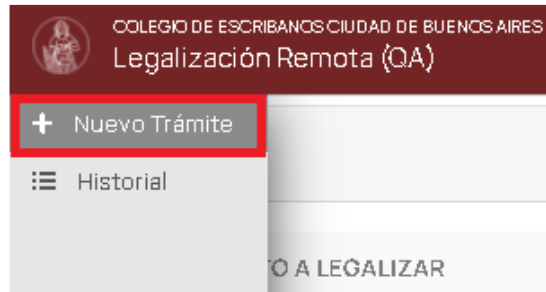 COLEGIO DE ESCRIBANOS CIUDAD DE BUENOS AIRES
Legalización Remota (QA)
Nuevo Trámite
Historial
O A LEGALIZAR